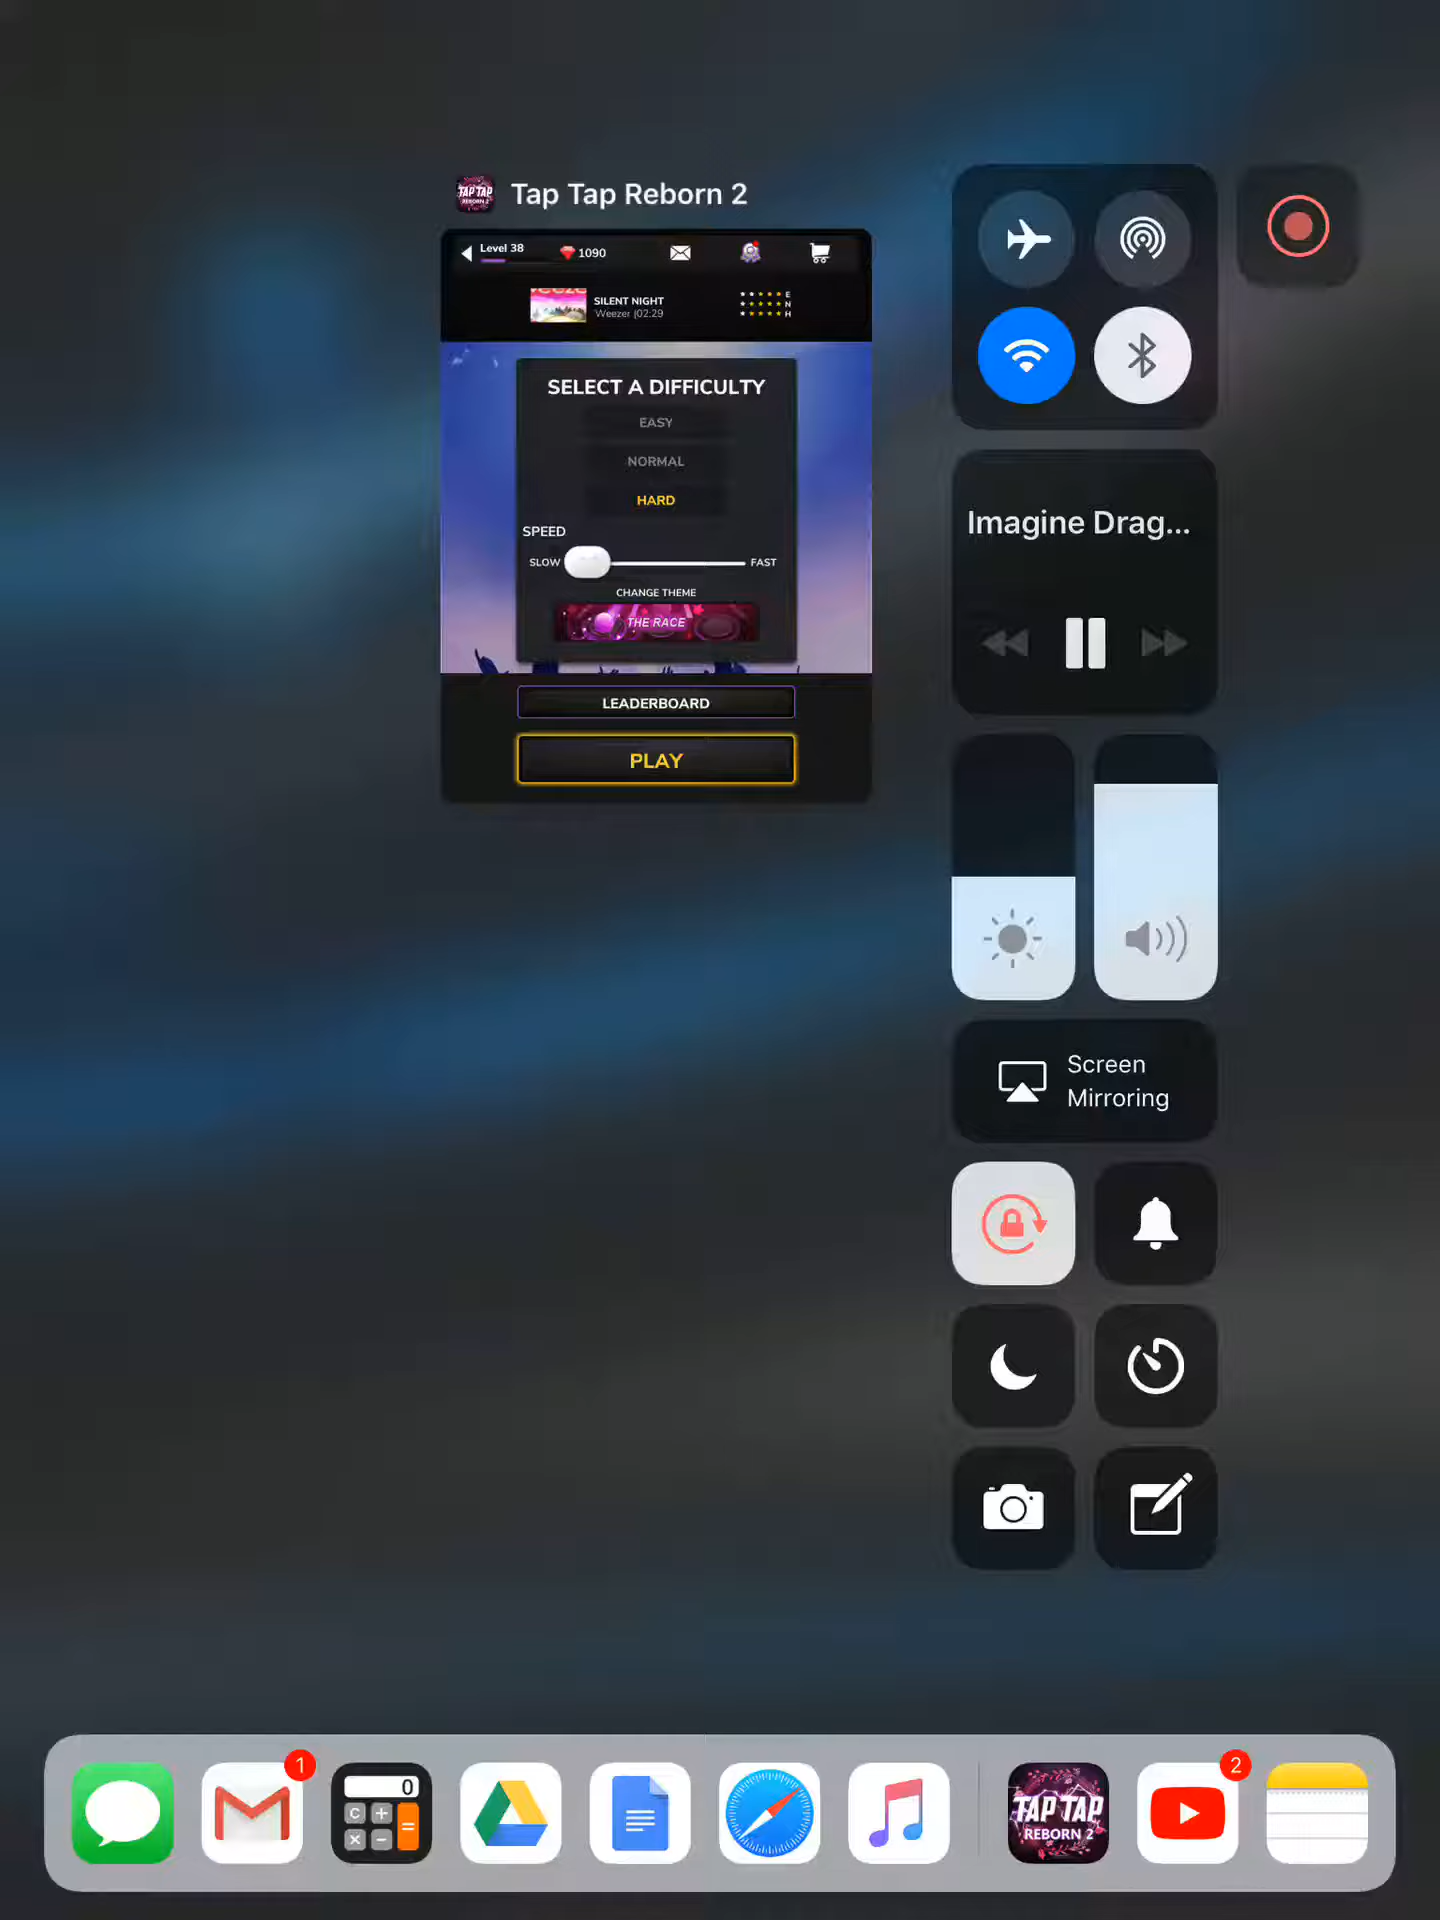 Tap Tap Reborn 2
Level 38
1090
SILENT NIGHT
Weezer |02:29
E
N
H
SELECT A DIFFICULTY
EASY
NORMAL
HARD
SPEED
SLOW
FAST
CHANGE THEME
THE RACE
LEADERBOARD
PLAY
Imagine Drag...
Screen
Mirroring
1
0
C + = × −
TAP TAP
REBORN 2
2